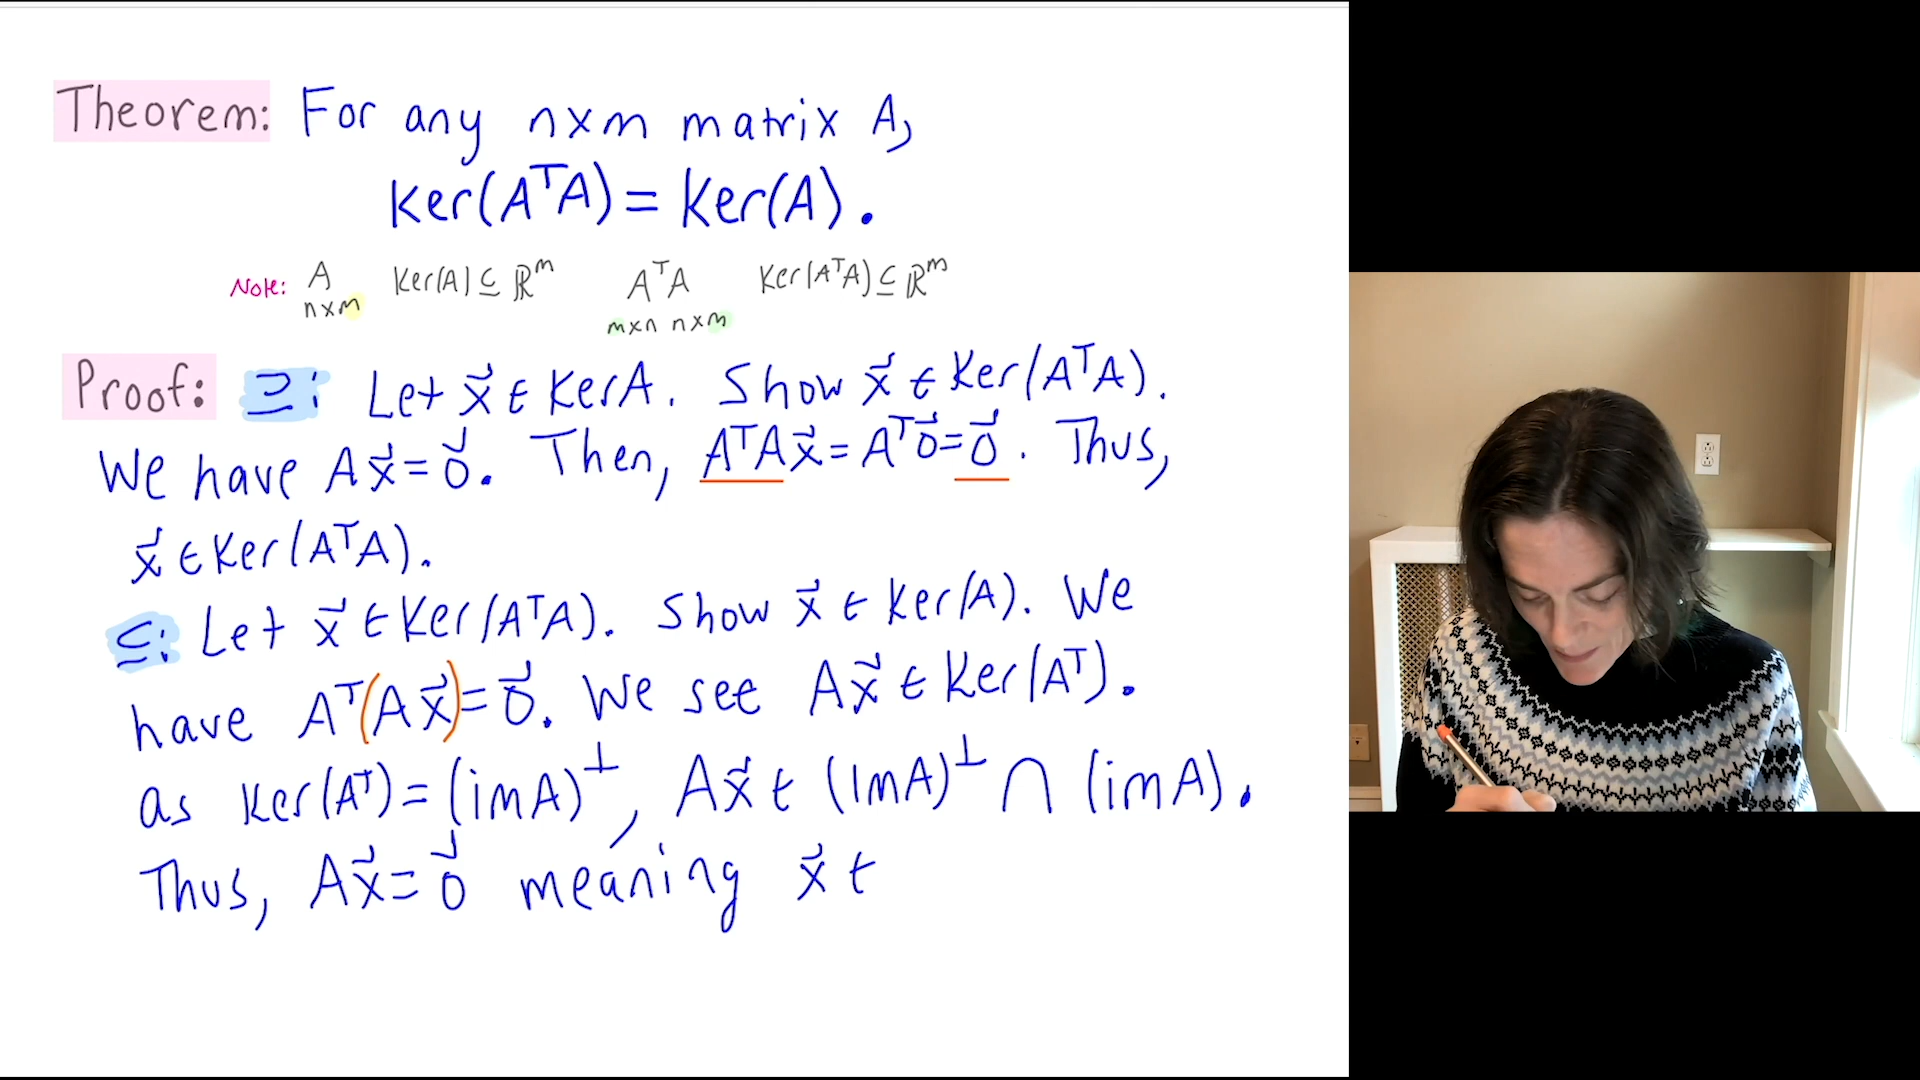 Theorem: For any n×m matrix A,
Ker(AᵀA) = Ker(A).
Note: A Ker(A) ⊆ ℝᵐ AᵀA Ker(AᵀA) ⊆ ℝᵐ
n×m m×n n×m
Proof: ⊇: Let x⃗ ∈ KerA. Show x⃗ ∈ Ker(AᵀA).
We have Ax⃗ = 0⃗. Then, AᵀAx⃗ = Aᵀ0⃗ = 0⃗. Thus,
x⃗ ∈ Ker(AᵀA).
⊆: Let x⃗ ∈ Ker(AᵀA). Show x⃗ ∈ Ker(A). We
have Aᵀ(Ax⃗) = 0⃗. We see Ax⃗ ∈ Ker(Aᵀ).
as Ker(Aᵀ) = (imA)^⊥, Ax⃗ ∈ (imA)^⊥ ∩ (imA).
Thus, Ax⃗ = 0⃗ meaning x⃗ ∈